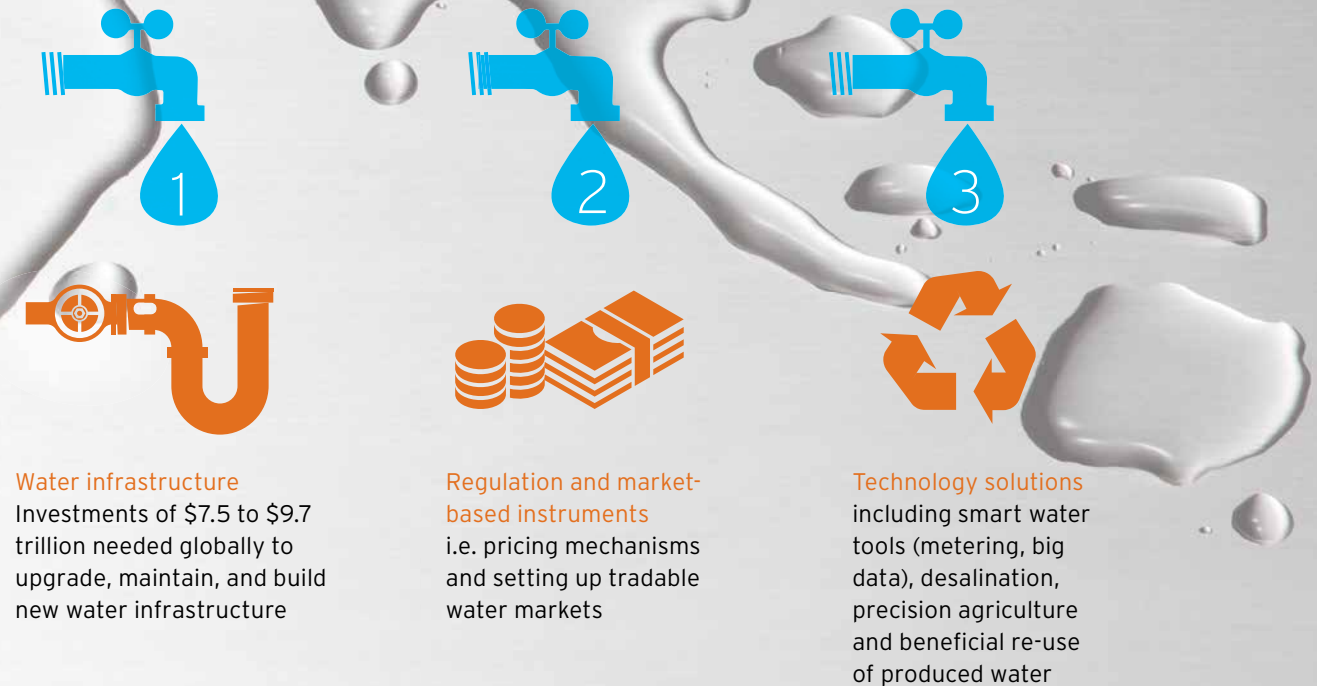 1
2
3
Water infrastructure
Investments of $7.5 to $9.7
trillion needed globally to
upgrade, maintain, and build
new water infrastructure
Regulation and market-
based instruments
i.e. pricing mechanisms
and setting up tradable
water markets
Technology solutions
including smart water
tools (metering, big
data), desalination,
precision agriculture
and beneficial re-use
of produced water